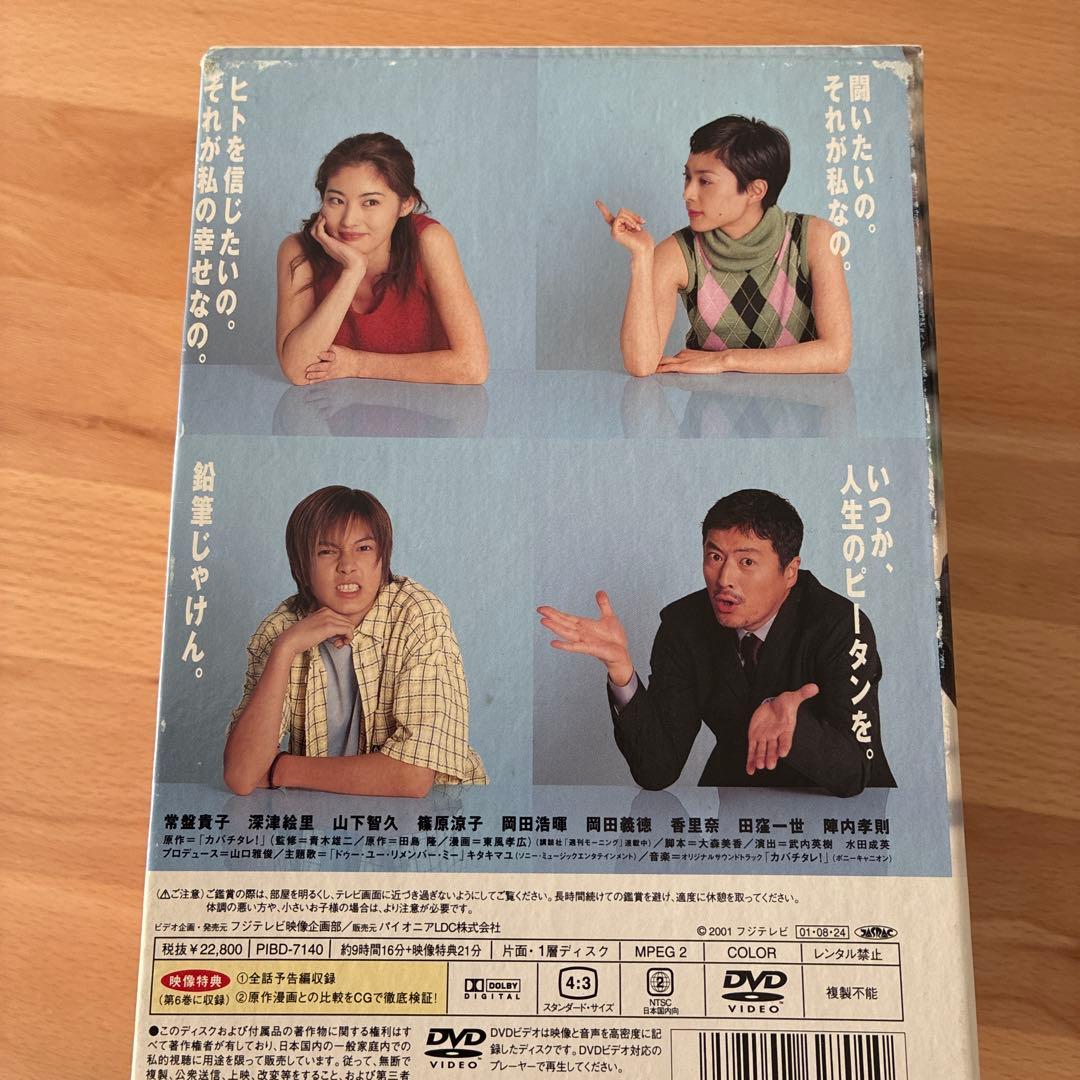 ヒトを信じたいの。
それが私の幸せなの。
闘いたいの。
それが私なの。
鉛筆じゃけん。
いつか、
人生のピータンを。
常盤貴子 深津絵里 山下智久 篠原涼子 岡田浩暉 岡田義徳 香里奈 田窪一世 陣内孝則
原作=「カバチタレ!」(監修=青木雄二/原作=田島 隆/漫画=東風孝広)(講談社「週刊モーニング」連載中)/脚本=大森美香/演出=武内英樹 水田成英
プロデュース=山口雅俊/主題歌=「ドゥー・ユー・リメンバー・ミー」キタキマユ(ソニー・ミュージックエンタテインメント)/音楽=オリジナルサウンドトラック「カバチタレ!」(ポニーキャニオン)
⚠ご注意)ご鑑賞の際は、部屋を明るくし、テレビ画面に近づき過ぎないようにしてご覧ください。長時間続けての鑑賞を避け、適度に休憩を取ってください。
体調の悪い方や、小さいお子様の場合は、より注意が必要です。
ビデオ企画・発売元 フジテレビ映像企画部/販売元 パイオニアLDC株式会社
©2001 フジテレビ 01・08・24 JASRAC
税抜¥22,800 PIBD-7140 約9時間16分+映像特典21分 片面・1層ディスク MPEG 2 COLOR レンタル禁止
映像特典
(第6巻に収録)
①全話予告編収録
②原作漫画との比較をCGで徹底検証!
DOLBY
DIGITAL
4:3
スタンダード・サイズ
2
NTSC
日本国内向
DVD
VIDEO
複製不能
●このディスクおよび付属品の著作物に関する権利はす
べて著作権者が有しており、日本国内の一般家庭内での
私的視聴に用途を限って販売しています。従って、無断で
複製、公衆送信、上映、改変等をすること、および第三者
DVD
VIDEO
DVDビデオは映像と音声を高密度に記
録したディスクです。DVDビデオ対応の
プレーヤーで再生してください。